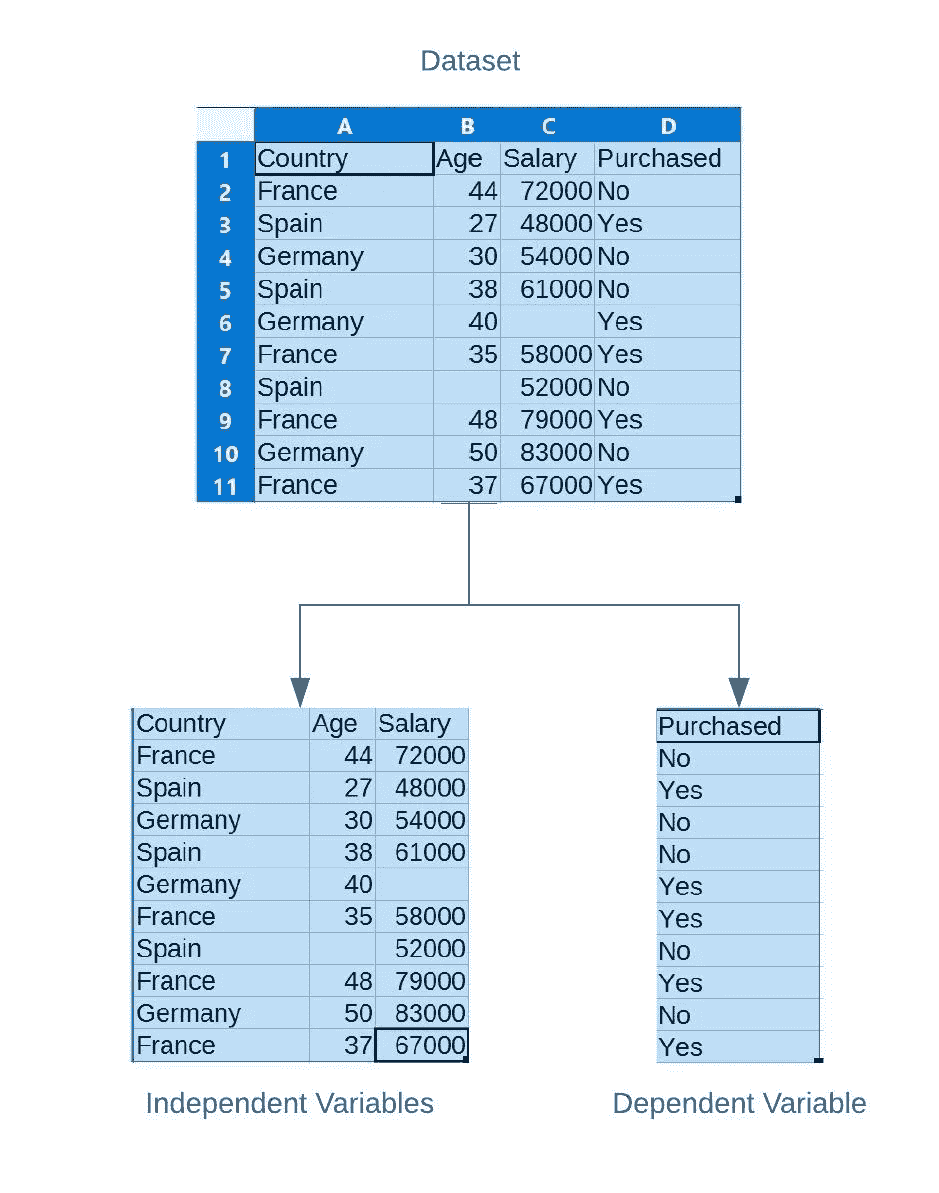 Dataset
A B C D
1 Country Age Salary Purchased
2 France 44 72000 No
3 Spain 27 48000 Yes
4 Germany 30 54000 No
5 Spain 38 61000 No
6 Germany 40 Yes
7 France 35 58000 Yes
8 Spain 52000 No
9 France 48 79000 Yes
10 Germany 50 83000 No
11 France 37 67000 Yes
Country Age Salary
France 44 72000
Spain 27 48000
Germany 30 54000
Spain 38 61000
Germany 40
France 35 58000
Spain 52000
France 48 79000
Germany 50 83000
France 37 67000
Independent Variables
Purchased
No
Yes
No
No
Yes
Yes
No
Yes
No
Yes
Dependent Variable